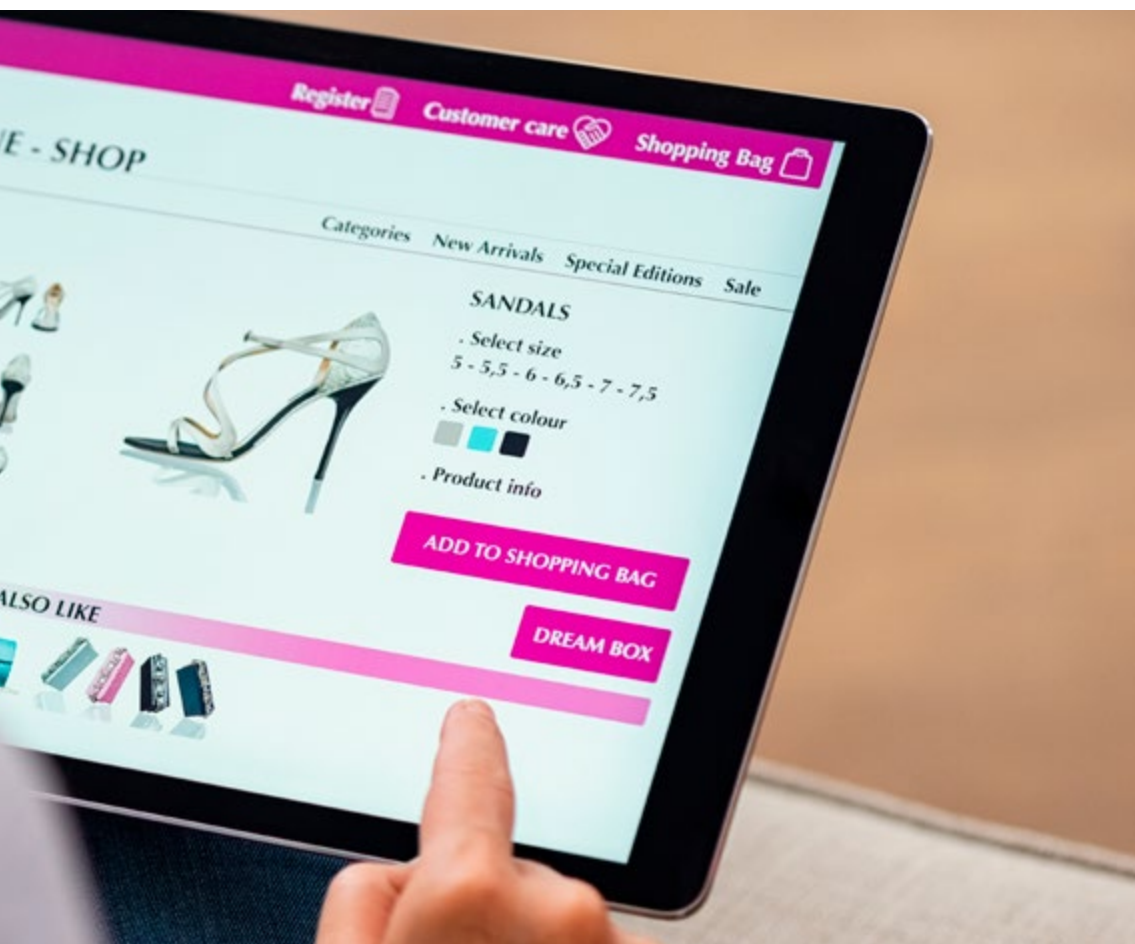 Register Customer care Shopping Bag
E - SHOP
Categories New Arrivals Special Editions Sale
SANDALS
. Select size
5 - 5,5 - 6 - 6,5 - 7 - 7,5
. Select colour
. Product info
ADD TO SHOPPING BAG
DREAM BOX
ALSO LIKE